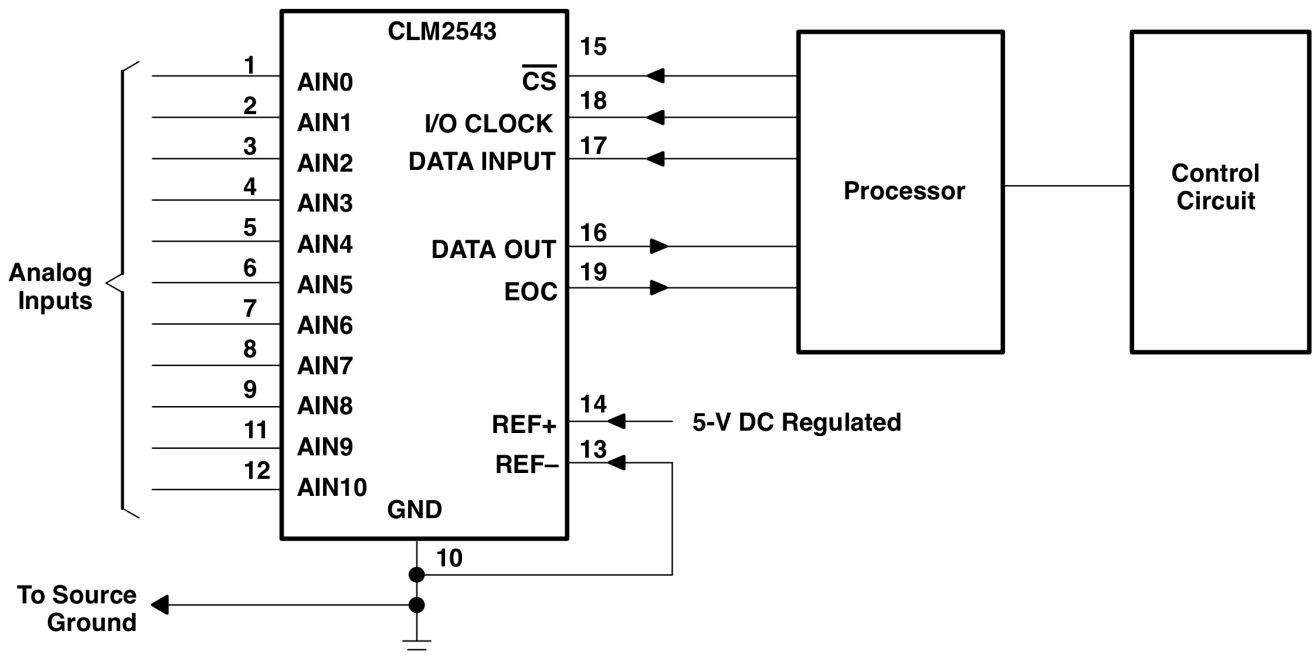 CLM2543
15
1
AIN0
CS
2
18
AIN1
I/O CLOCK
3
17
AIN2
DATA INPUT
4
AIN3
5
16
AIN4
DATA OUT
6
19
AIN5
EOC
7
AIN6
8
AIN7
9
14
AIN8
REF+
5-V DC Regulated
11
13
AIN9
REF–
12
AIN10
GND
10
Analog
Inputs
Processor
Control
Circuit
To Source
Ground